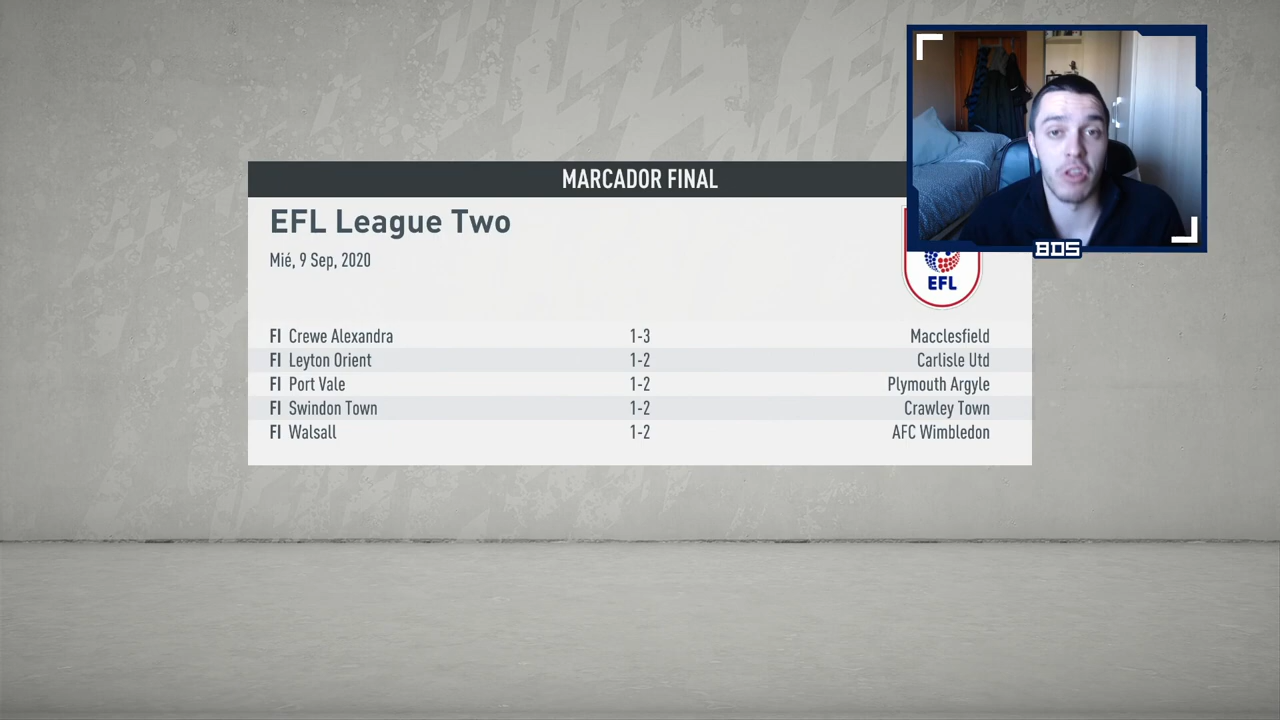 MARCADOR FINAL
EFL League Two
Mié, 9 Sep, 2020
EFL
BDS
FI Crewe Alexandra 1-3 Macclesfield
FI Leyton Orient 1-2 Carlisle Utd
FI Port Vale 1-2 Plymouth Argyle
FI Swindon Town 1-2 Crawley Town
FI Walsall 1-2 AFC Wimbledon